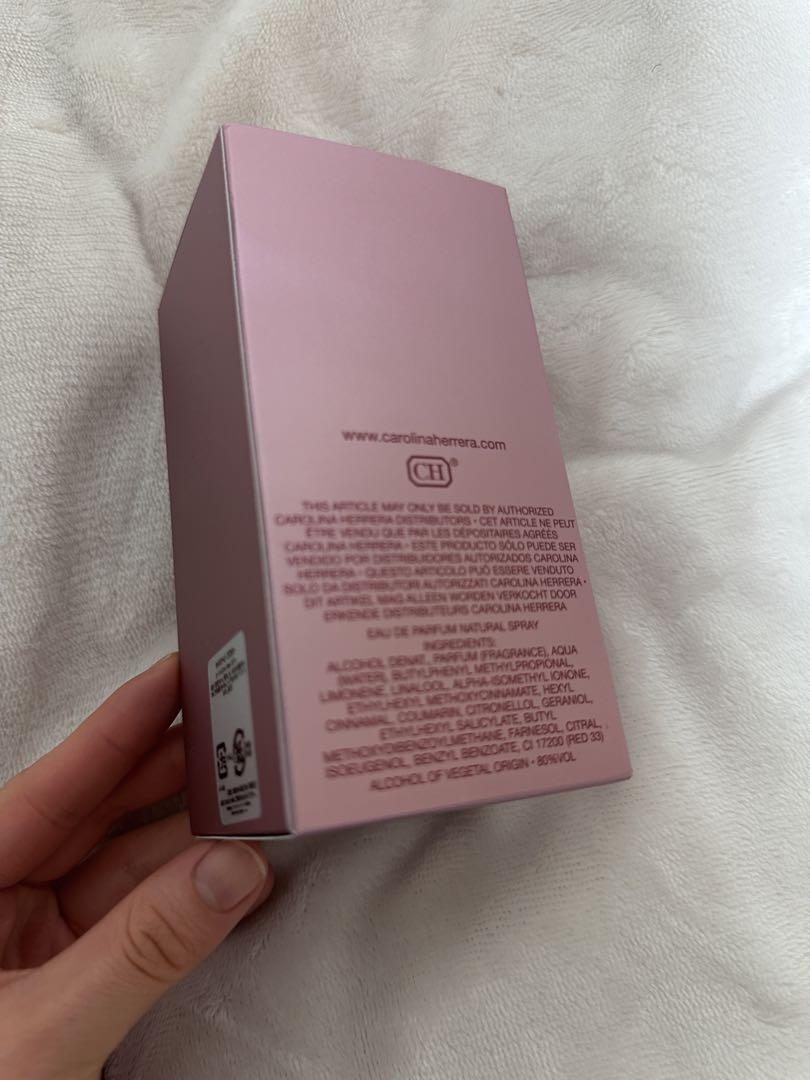 www.carolinaherrera.com
CH®
THIS ARTICLE MAY ONLY BE SOLD BY AUTHORIZED
CAROLINA HERRERA DISTRIBUTORS • CET ARTICLE NE PEUT
ÊTRE VENDU QUE PAR LES DÉPOSITAIRES AGRÉÉS
CAROLINA HERRERA • ESTE PRODUCTO SÓLO PUEDE SER
VENDIDO POR DISTRIBUIDORES AUTORIZADOS CAROLINA
HERRERA • QUESTO ARTICOLO PUÒ ESSERE VENDUTO
SOLO DA DISTRIBUTORI AUTORIZZATI CAROLINA HERRERA •
DIT ARTIKEL MAG ALLEEN WORDEN VERKOCHT DOOR
ERKENDE DISTRIBUTEURS CAROLINA HERRERA
EAU DE PARFUM NATURAL SPRAY
INGREDIENTS:
ALCOHOL DENAT., PARFUM (FRAGRANCE), AQUA
(WATER), BUTYLPHENYL METHYLPROPIONAL,
LIMONENE, LINALOOL, ALPHA-ISOMETHYL IONONE,
ETHYLHEXYL METHOXYCINNAMATE, HEXYL
CINNAMAL, COUMARIN, CITRONELLOL, GERANIOL,
ETHYLHEXYL SALICYLATE, BUTYL
METHOXYDIBENZOYLMETHANE, FARNESOL, CITRAL,
ISOEUGENOL, BENZYL BENZOATE, CI 17200 (RED 33)
ALCOHOL OF VEGETAL ORIGIN • 80%VOL